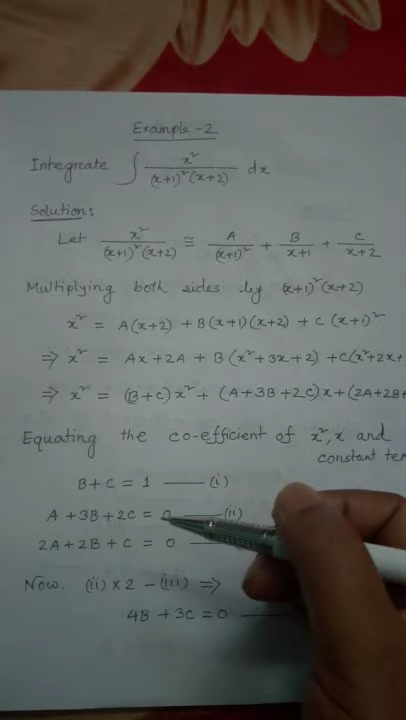 Example-2
Integrate ∫ x²/(x+1)²(x+2) dx
Solution:
Let x²/(x+1)²(x+2) ≅ A/(x+1)² + B/x+1 + C/x+2
Multiplying both sides by (x+1)²(x+2)
x² = A(x+2) + B(x+1)(x+2) + C(x+1)²
⇒ x² = Ax + 2A + B(x²+3x+2) + C(x²+2x+
⇒ x² = (B+C)x² + (A+3B+2C)x + (2A+2B+
Equating the co-efficient of x², x and
constant ter
B+C = 1 — (i)
A+3B+2C = 0 — (ii)
2A+2B+C = 0 —
Now. (ii) × 2 − (iii) ⇒
4B + 3C = 0 —